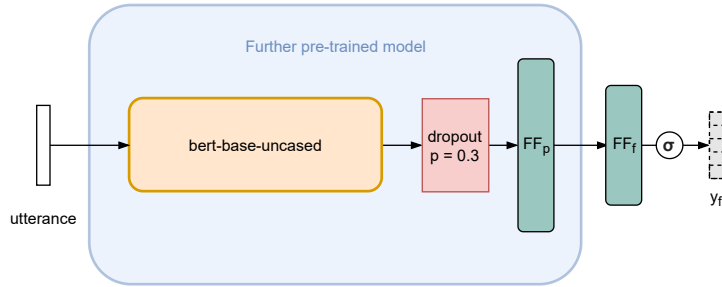 Further pre-trained model
utterance
bert-base-uncased
dropout
p = 0.3
FFp
FFf
σ
yf